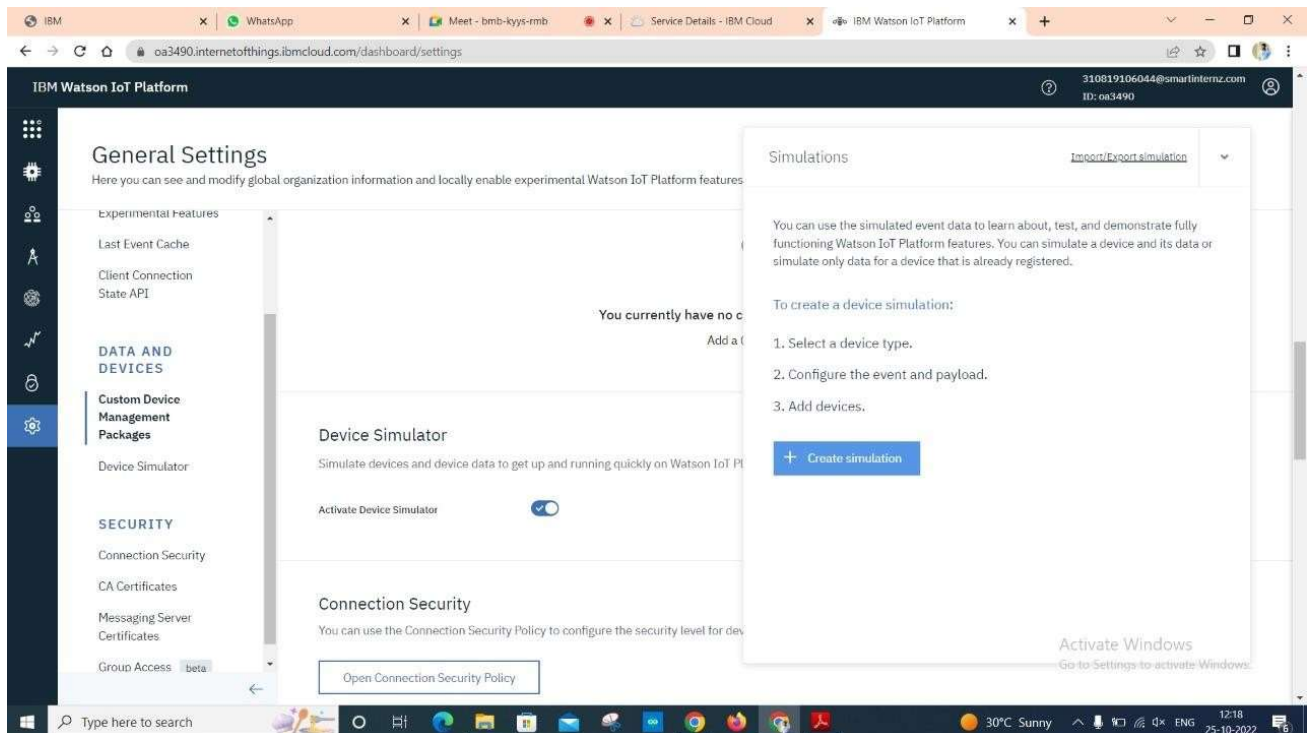 IBM
WhatsApp
Meet - bmb-kyys-rmb
Service Details - IBM Cloud
IBM Watson IoT Platform
oa3490.internetofthings.ibmcloud.com/dashboard/settings
IBM Watson IoT Platform
310819106044@smartinternz.com
ID: oa3490
General Settings
Here you can see and modify global organization information and locally enable experimental Watson IoT Platform features
Experimental Features
Last Event Cache
Client Connection
State API
DATA AND
DEVICES
Custom Device
Management
Packages
Device Simulator
SECURITY
Connection Security
CA Certificates
Messaging Server
Certificates
Group Access beta
You currently have no c
Add a
Device Simulator
Simulate devices and device data to get up and running quickly on Watson IoT Pl
Activate Device Simulator
Connection Security
You can use the Connection Security Policy to configure the security level for dev
Open Connection Security Policy
Simulations
Import/Export simulation
You can use the simulated event data to learn about, test, and demonstrate fully
functioning Watson IoT Platform features. You can simulate a device and its data or
simulate only data for a device that is already registered.
To create a device simulation:
1. Select a device type.
2. Configure the event and payload.
3. Add devices.
+ Create simulation
Activate Windows
Go to Settings to activate Windows.
Type here to search
30°C Sunny
ENG
12:18
25-10-2022